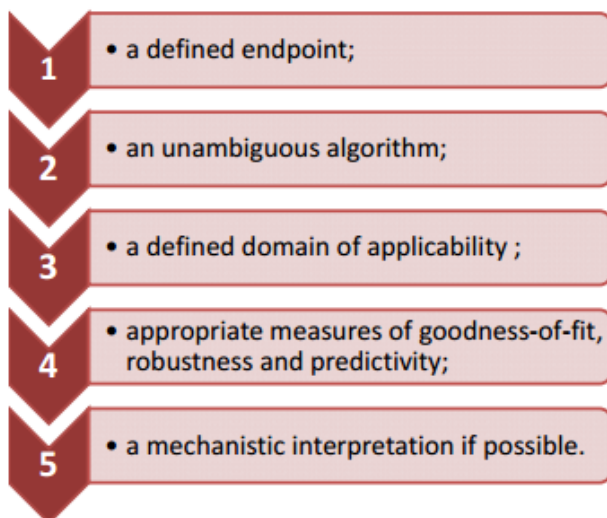 1
• a defined endpoint;
2
• an unambiguous algorithm;
3
• a defined domain of applicability ;
4
• appropriate measures of goodness-of-fit,
robustness and predictivity;
5
• a mechanistic interpretation if possible.